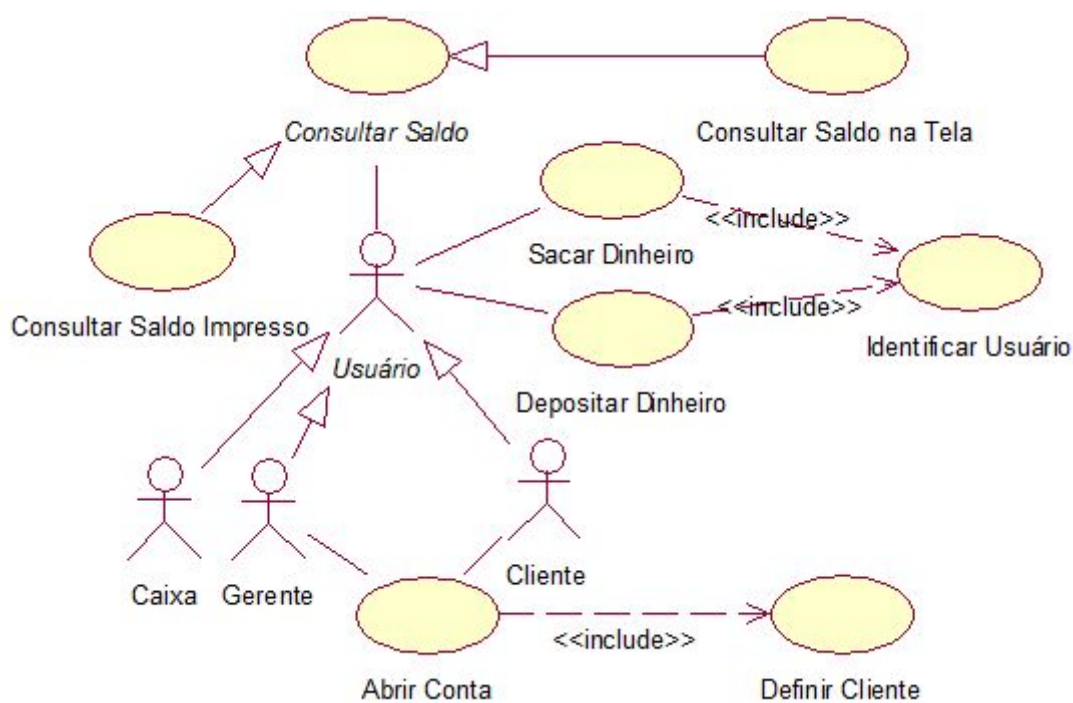 Consultar Saldo
Consultar Saldo na Tela
<<include>>
Sacar Dinheiro
Consultar Saldo Impresso
<<include>>
Identificar Usuário
Usuário
Depositar Dinheiro
Caixa
Gerente
Cliente
<<include>>
Abrir Conta
Definir Cliente